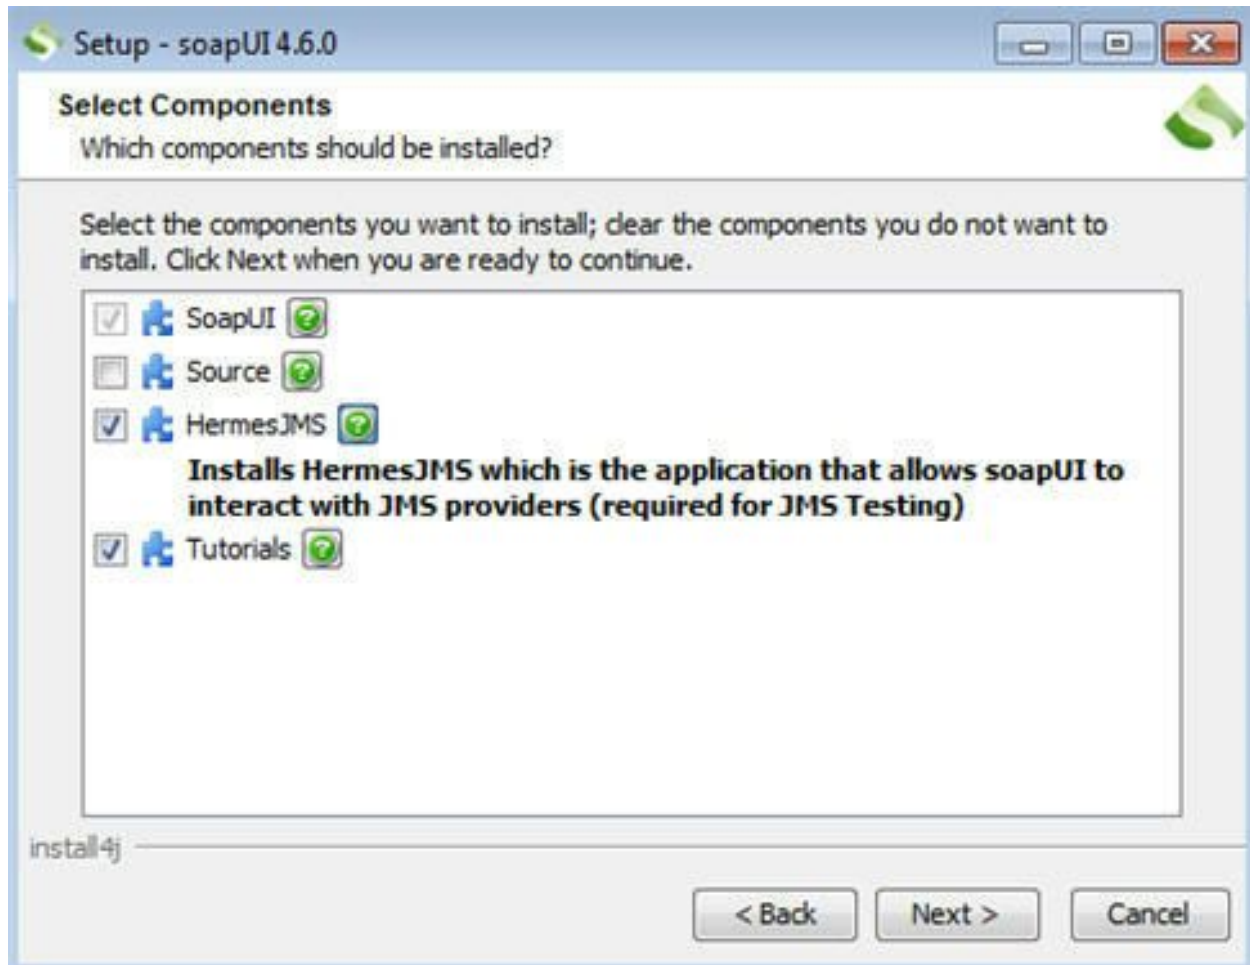 Setup - soapUI 4.6.0
Select Components
Which components should be installed?
Select the components you want to install; clear the components you do not want to
install. Click Next when you are ready to continue.
SoapUI
Source
HermesJMS
Installs HermesJMS which is the application that allows soapUI to
interact with JMS providers (required for JMS Testing)
Tutorials
install4j
< Back Next > Cancel